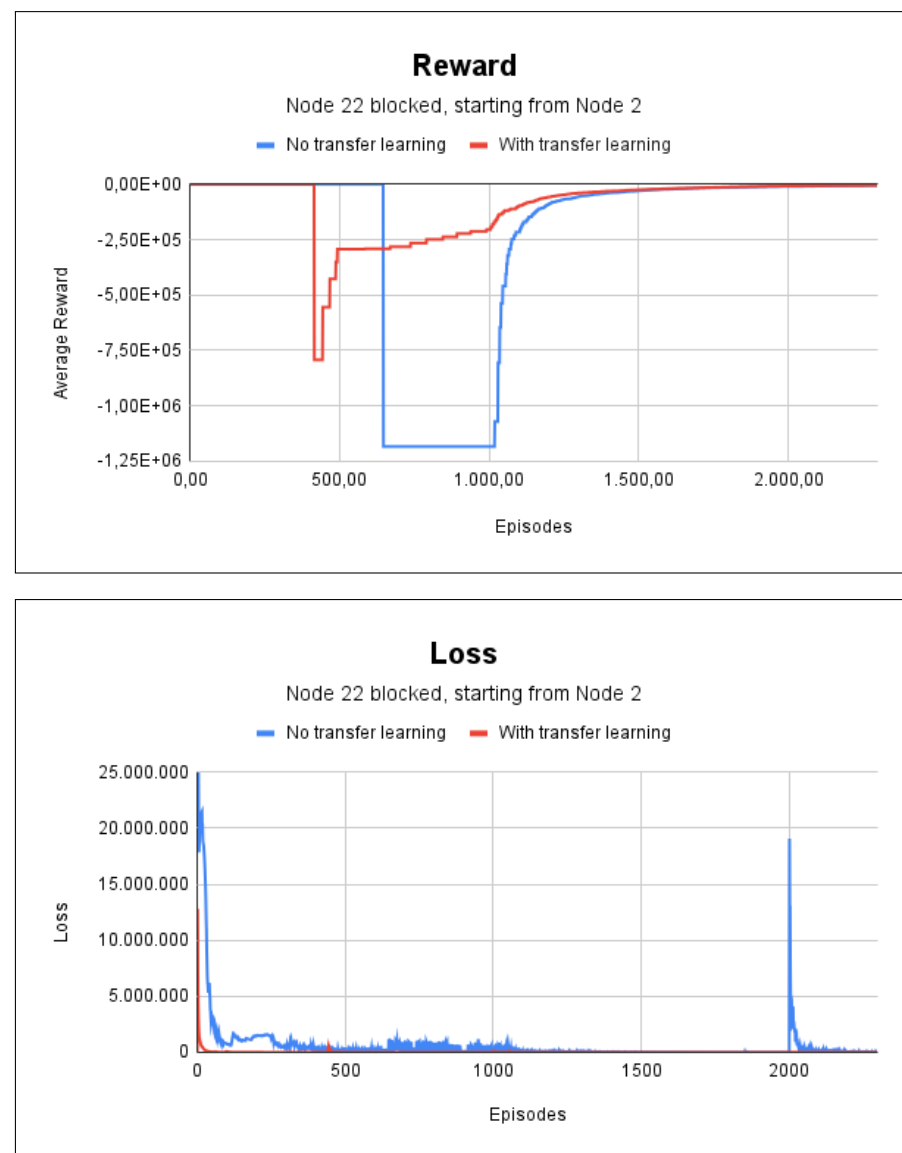 Reward
Node 22 blocked, starting from Node 2
No transfer learning With transfer learning
0,00E+00
-2,50E+05
-5,00E+05
-7,50E+05
-1,00E+06
-1,25E+06
Average Reward
0,00 500,00 1.000,00 1.500,00 2.000,00
Episodes
Loss
Node 22 blocked, starting from Node 2
No transfer learning With transfer learning
25.000.000
20.000.000
15.000.000
10.000.000
5.000.000
0
Loss
0 500 1000 1500 2000
Episodes